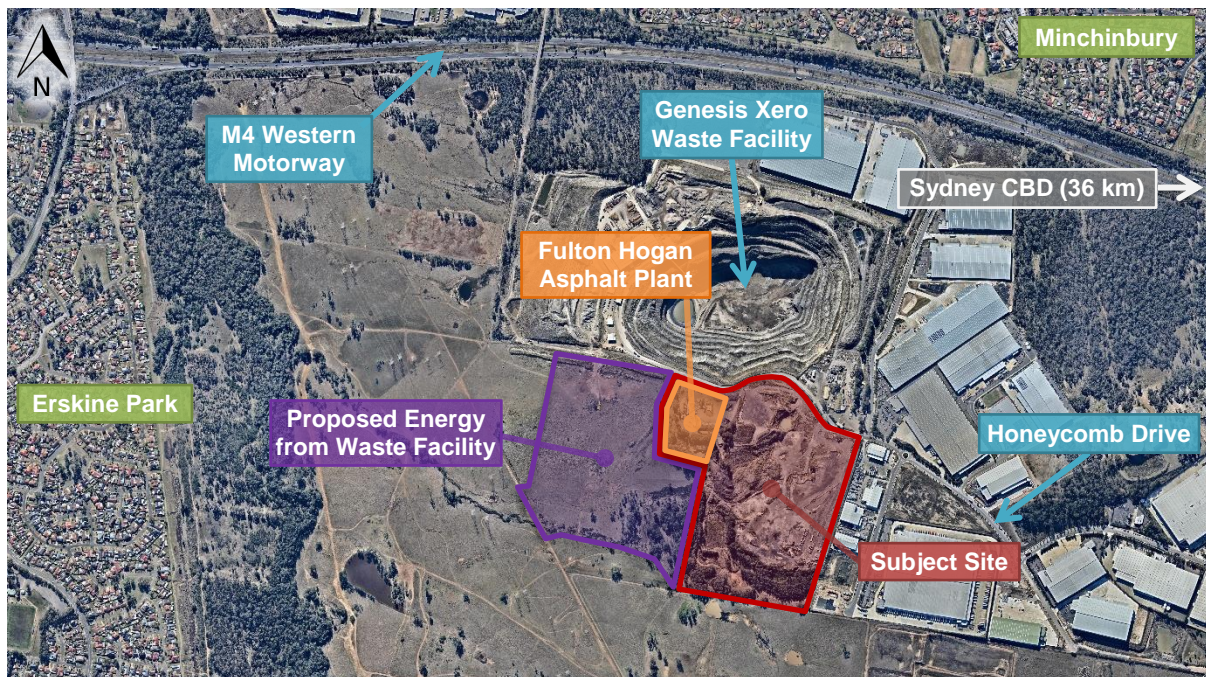 Minchinbury
N
M4 Western
Motorway
Genesis Xero
Waste Facility
Sydney CBD (36 km)
Fulton Hogan
Asphalt Plant
Erskine Park
Proposed Energy
from Waste Facility
Honeycomb Drive
Subject Site